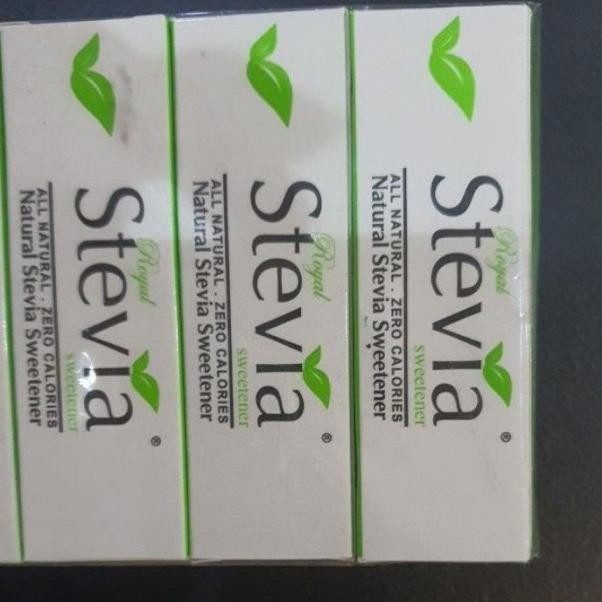 Royal
Stevia
sweetener
®
ALL NATURAL . ZERO CALORIES
Natural Stevia Sweetener
Royal
Stevia
sweetener
®
ALL NATURAL . ZERO CALORIES
Natural Stevia Sweetener
Royal
Stevia
sweetener
®
ALL NATURAL . ZERO CALORIES
Natural Stevia Sweetener